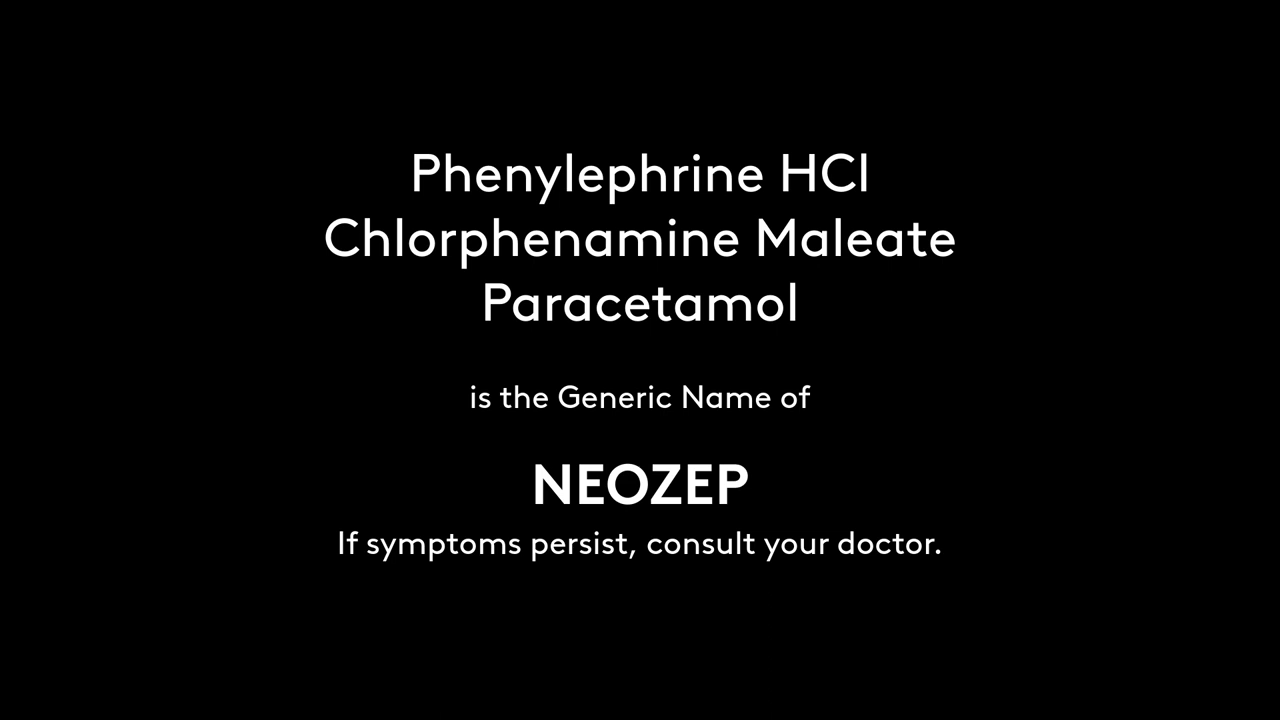 Phenylephrine HCl
Chlorphenamine Maleate
Paracetamol
is the Generic Name of
NEOZEP
If symptoms persist, consult your doctor.